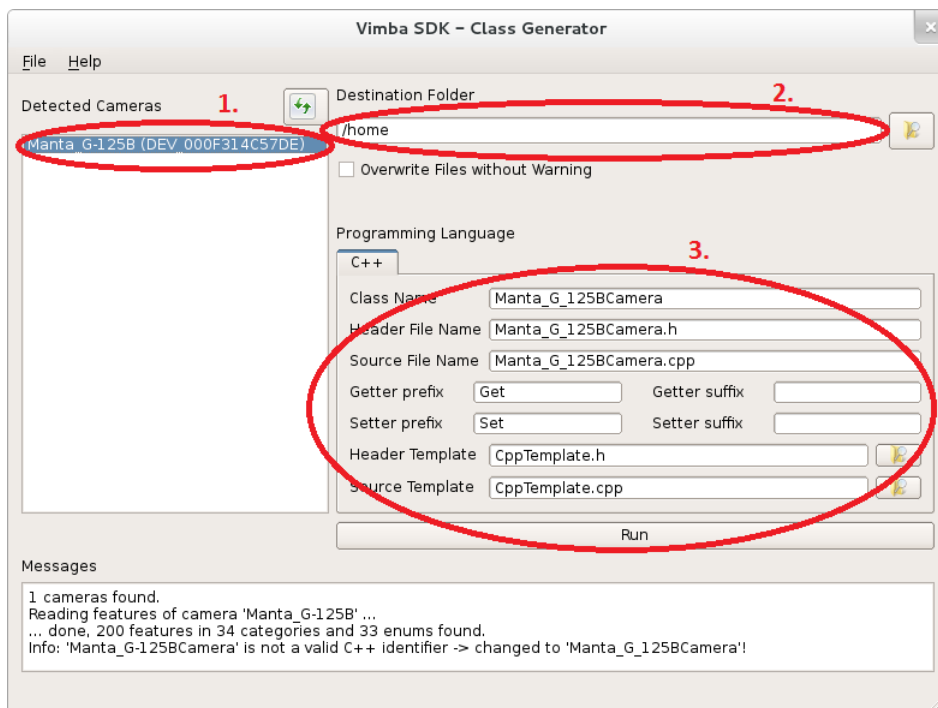 Vimba SDK – Class Generator
File Help
Detected Cameras 1.
Manta_G-125B (DEV_000F314C57DE)
Destination Folder 2.
/home
Overwrite Files without Warning
Programming Language 3.
C++
Class Name Manta_G_125BCamera
Header File Name Manta_G_125BCamera.h
Source File Name Manta_G_125BCamera.cpp
Getter prefix Get Getter suffix
Setter prefix Set Setter suffix
Header Template CppTemplate.h
Source Template CppTemplate.cpp
Run
Messages
1 cameras found.
Reading features of camera 'Manta_G-125B' ...
... done, 200 features in 34 categories and 33 enums found.
Info: 'Manta_G-125BCamera' is not a valid C++ identifier -> changed to 'Manta_G_125BCamera'!